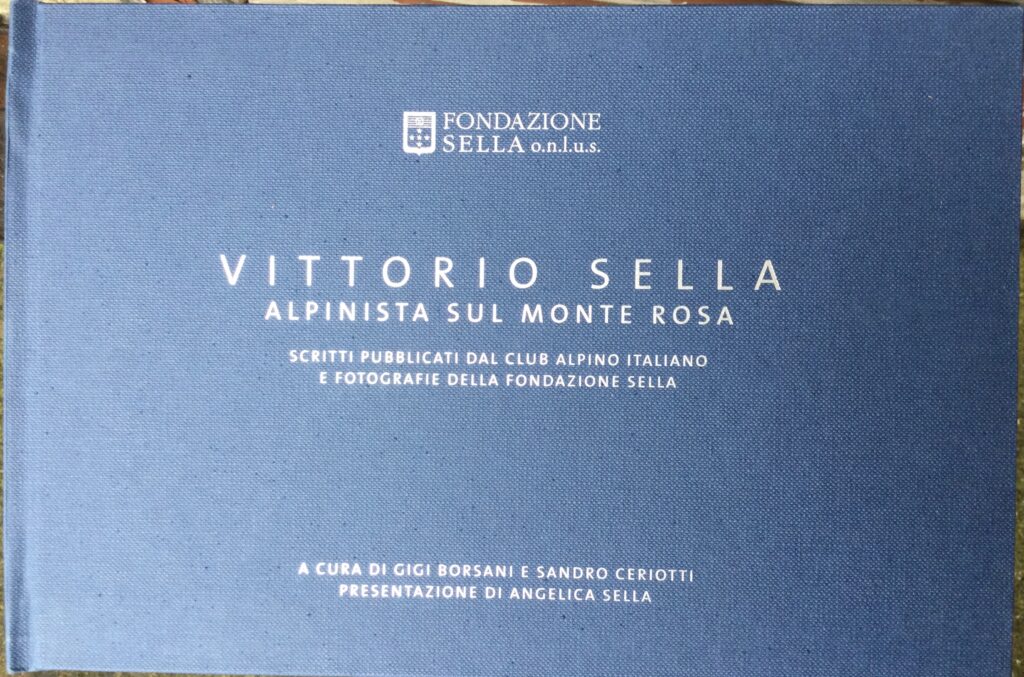 FONDAZIONE
SELLA o.n.l.u.s.
VITTORIO SELLA
ALPINISTA SUL MONTE ROSA
SCRITTI PUBBLICATI DAL CLUB ALPINO ITALIANO
E FOTOGRAFIE DELLA FONDAZIONE SELLA
A CURA DI GIGI BORSANI E SANDRO CERIOTTI
PRESENTAZIONE DI ANGELICA SELLA